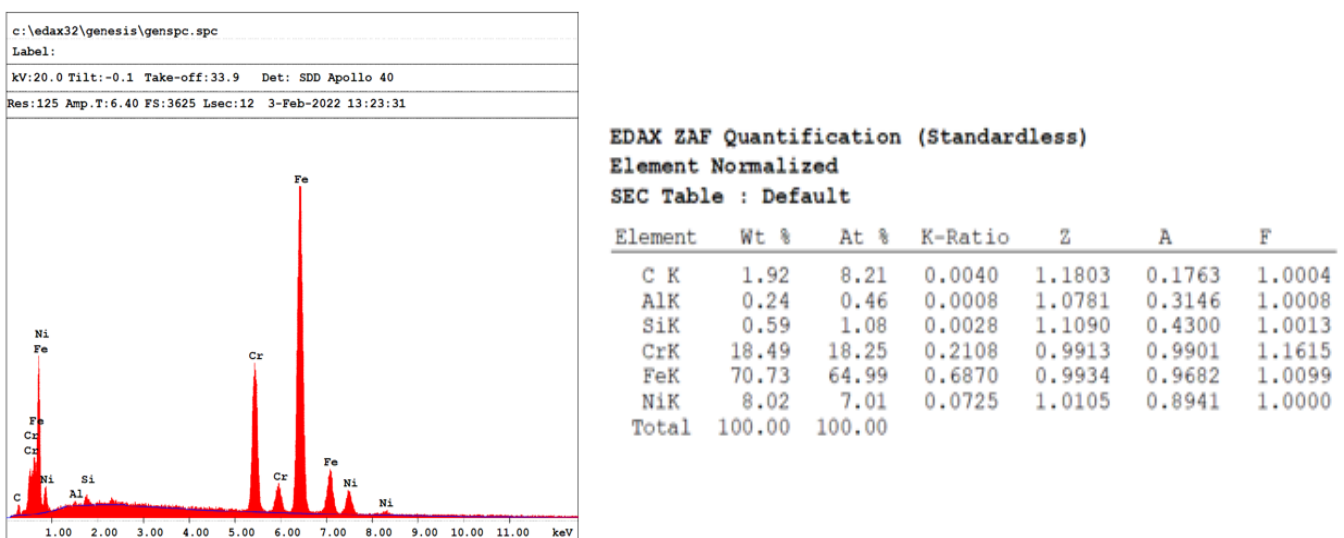 c:\edax32\genesis\genspc.spc
Label:
kV:20.0 Tilt:-0.1 Take-off:33.9 Det: SDD Apollo 40
Res:125 Amp.T:6.40 FS:3625 Lsec:12 3-Feb-2022 13:23:31
Fe
Ni
Fe
Cr
Fe
Cr
Cr
Ni
Si
C
Al
Cr
Fe
Ni
Ni
1.00 2.00 3.00 4.00 5.00 6.00 7.00 8.00 9.00 10.00 11.00 keV
EDAX ZAF Quantification (Standardless)
Element Normalized
SEC Table : Default
Element Wt % At % K-Ratio Z A F
C K 1.92 8.21 0.0040 1.1803 0.1763 1.0004
AlK 0.24 0.46 0.0008 1.0781 0.3146 1.0008
SiK 0.59 1.08 0.0028 1.1090 0.4300 1.0013
CrK 18.49 18.25 0.2108 0.9913 0.9901 1.1615
FeK 70.73 64.99 0.6870 0.9934 0.9682 1.0099
NiK 8.02 7.01 0.0725 1.0105 0.8941 1.0000
Total 100.00 100.00